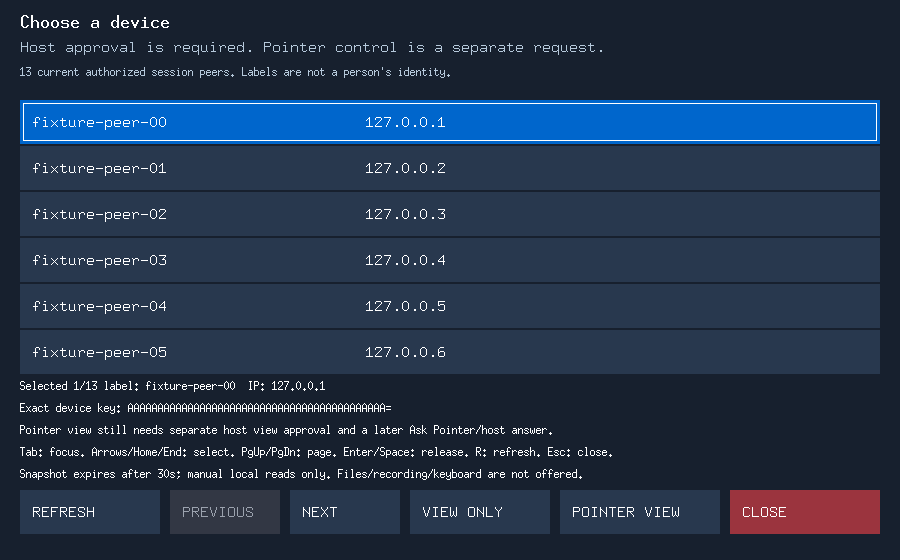 Choose a device
Host approval is required. Pointer control is a separate request.
13 current authorized session peers. Labels are not a person's identity.
fixture-peer-00 127.0.0.1
fixture-peer-01 127.0.0.2
fixture-peer-02 127.0.0.3
fixture-peer-03 127.0.0.4
fixture-peer-04 127.0.0.5
fixture-peer-05 127.0.0.6
Selected 1/13 label: fixture-peer-00 IP: 127.0.0.1
Exact device key: AAAAAAAAAAAAAAAAAAAAAAAAAAAAAAAAAAAAAAAAAAA=
Pointer view still needs separate host view approval and a later Ask Pointer/host answer.
Tab: focus. Arrows/Home/End: select. PgUp/PgDn: page. Enter/Space: release. R: refresh. Esc: close.
Snapshot expires after 30s; manual local reads only. Files/recording/keyboard are not offered.
REFRESH PREVIOUS NEXT VIEW ONLY POINTER VIEW CLOSE